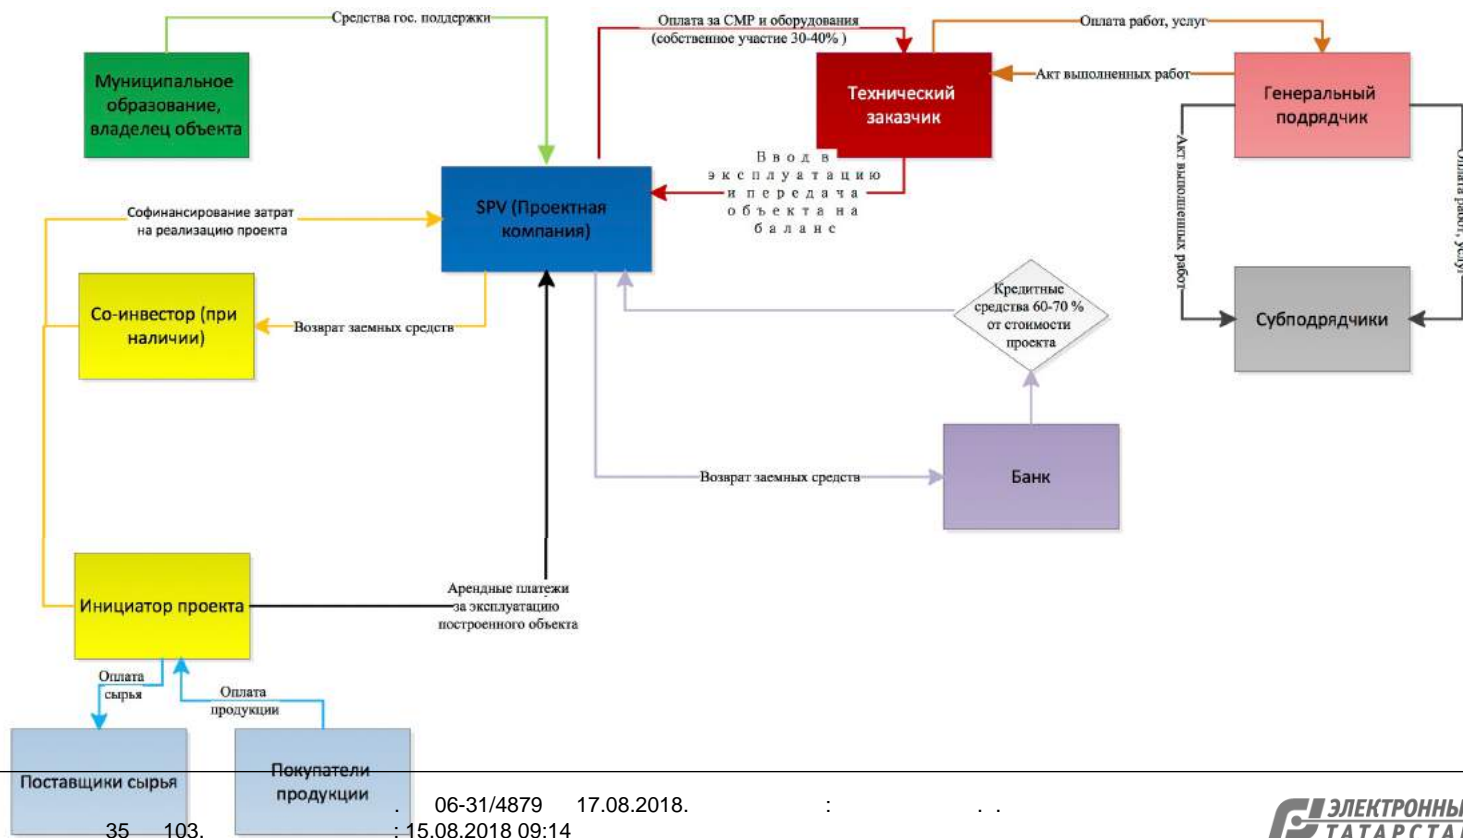 Средства гос. поддержки
Оплата за СМР и оборудования
(собственное участие 30-40% )
Оплата работ, услуг
Муниципальное
образование,
владелец объекта
Технический
заказчик
Акт выполненных работ
Генеральный
подрядчик
Ввод в
эксплуатацию
и передача
объекта на
баланс
Акт выполненных работ
Оплата работ, услуг
SPV (Проектная
компания)
Софинансирование затрат
на реализацию проекта
Со-инвестор (при
наличии)
Возврат заемных средств
Кредитные
средства 60-70 %
от стоимости
проекта
Субподрядчики
Возврат заемных средств
Банк
Инициатор проекта
Арендные платежи
за эксплуатацию
построенного объекта
Оплата
сырья
Оплата
продукции
Поставщики сырья
Покупатели
продукции
. 06-31/4879 17.08.2018. : . .
35 103. : 15.08.2018 09:14
ЭЛЕКТРОННЫ
ТАТАРСТА